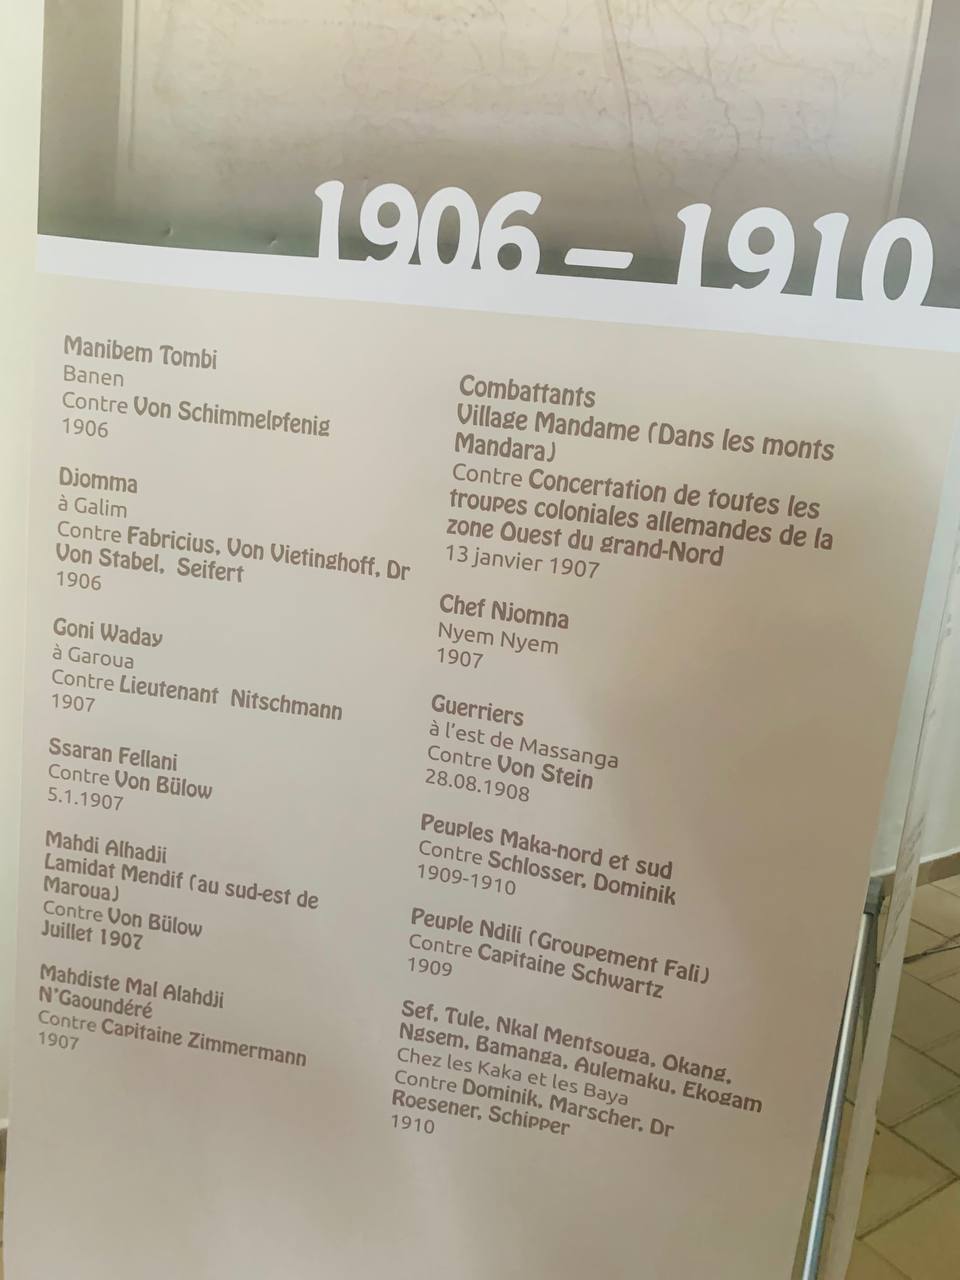 1906 – 1910
Manibem Tombi
Banen
Contre Von Schimmelpfenig
1906
Djomma
à Galim
Contre Fabricius, Von Vietinghoff, Dr
Von Stabel, Seifert
1906
Goni Waday
à Garoua
Contre Lieutenant Nitschmann
1907
Ssaran Fellani
Contre Von Bülow
5.1.1907
Mahdi Alhadji
Lamidat Mendif (au sud-est de
Maroua)
Contre Von Bülow
Juillet 1907
Mahdiste Mal Alahdji
N'Gaoundéré
Contre Capitaine Zimmermann
1907
Combattants
Village Mandame (Dans les monts
Mandara)
Contre Concertation de toutes les
troupes coloniales allemandes de la
zone Ouest du grand-Nord
13 janvier 1907
Chef Njomna
Nyem Nyem
1907
Guerriers
à l'est de Massanga
Contre Von Stein
28.08.1908
Peuples Maka-nord et sud
Contre Schlosser, Dominik
1909-1910
Peuple Ndili (Groupement Fali)
Contre Capitaine Schwartz
1909
Sef, Tule, Nkal Mentsouga, Okang,
Ngsem, Bamanga, Aulemaku, Ekogam
Chez les Kaka et les Baya
Contre Dominik, Marscher, Dr
Roesener, Schipper
1910